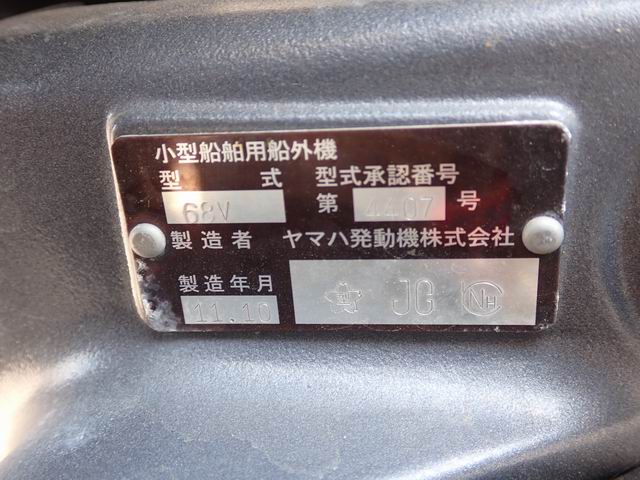 小型船舶用船外機
型 式 68V 型式承認番号 第 4407 号
製造者 ヤマハ発動機株式会社
製造年月 11.10
JG NH